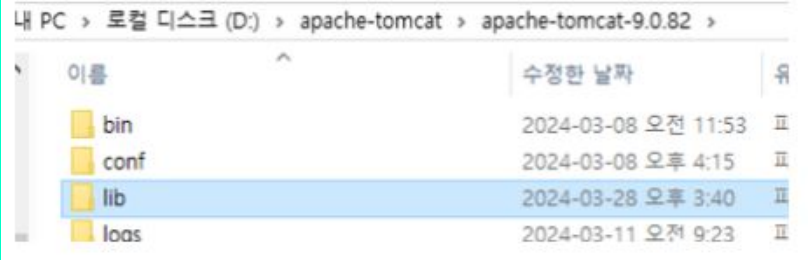 내 PC > 로컬 디스크 (D:) > apache-tomcat > apache-tomcat-9.0.82 >
이름 수정한 날짜
bin 2024-03-08 오전 11:53
conf 2024-03-08 오후 4:15
lib 2024-03-28 오후 3:40
logs 2024-03-11 오전 9:23